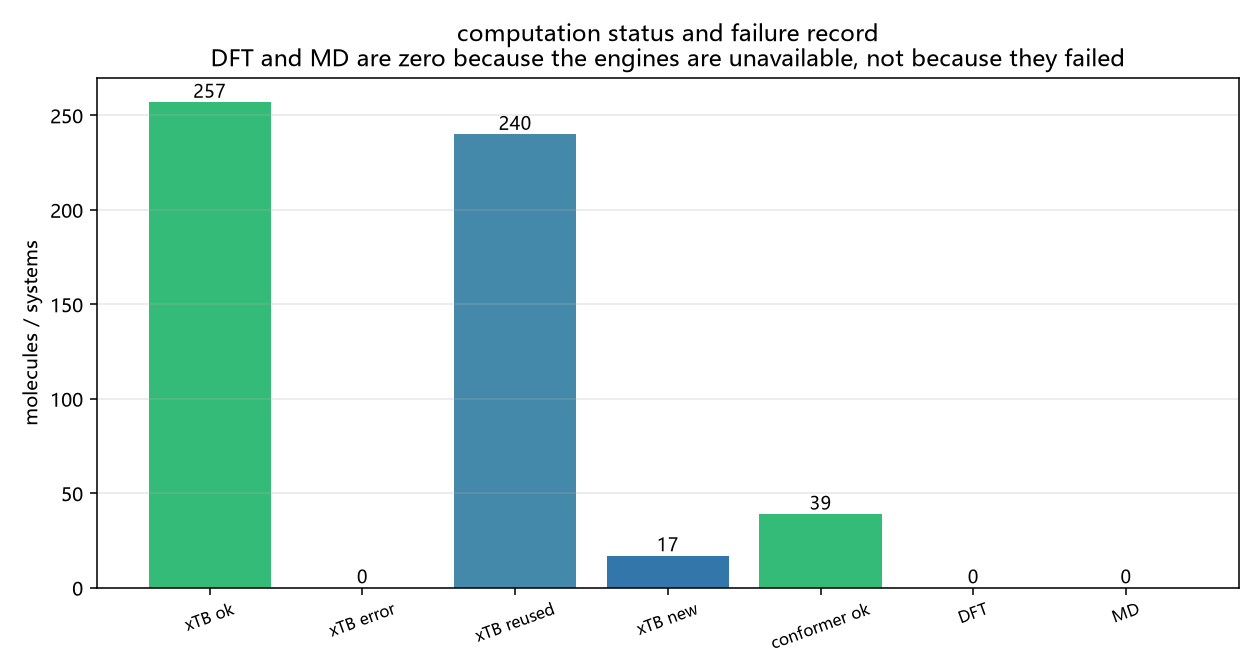 computation status and failure record
DFT and MD are zero because the engines are unavailable, not because they failed
molecules / systems
250
200
150
100
50
0
257
0
240
17
39
0
0
xTB ok
xTB error
xTB reused
xTB new
conformer ok
DFT
MD